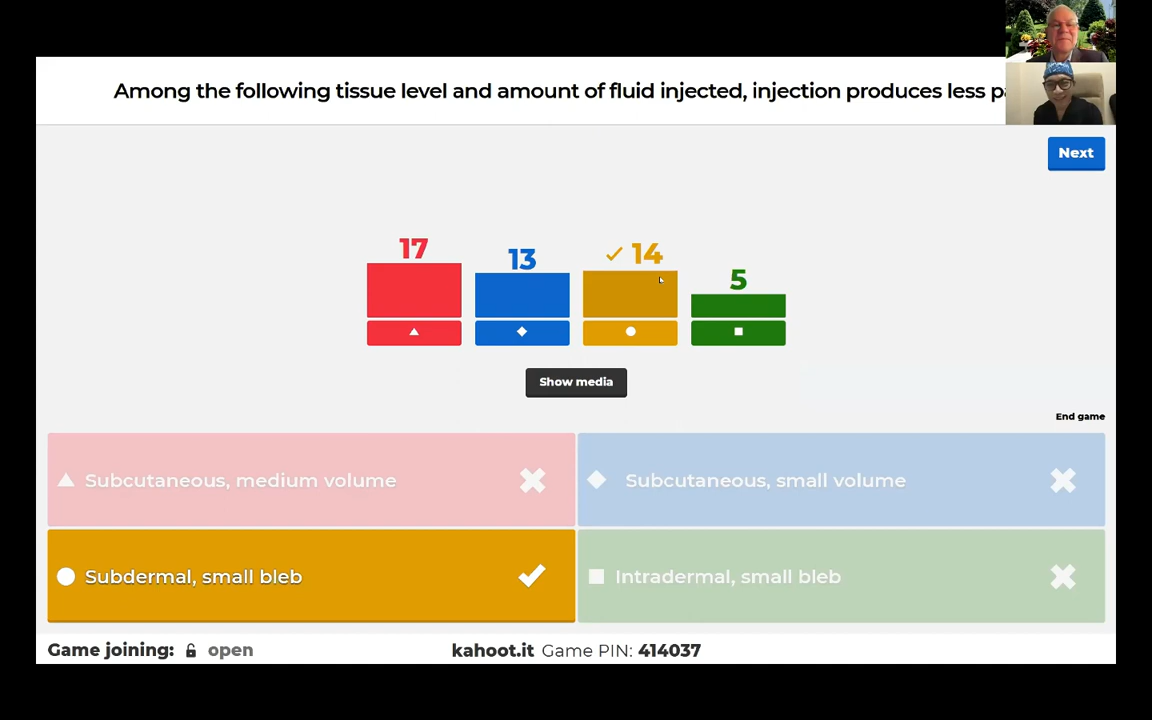 Among the following tissue level and amount of fluid injected, injection produces less
Next
17
13
14
5
Show media
End game
Subcutaneous, medium volume
Subcutaneous, small volume
Subdermal, small bleb
Intradermal, small bleb
Game joining: open
kahoot.it Game PIN: 414037